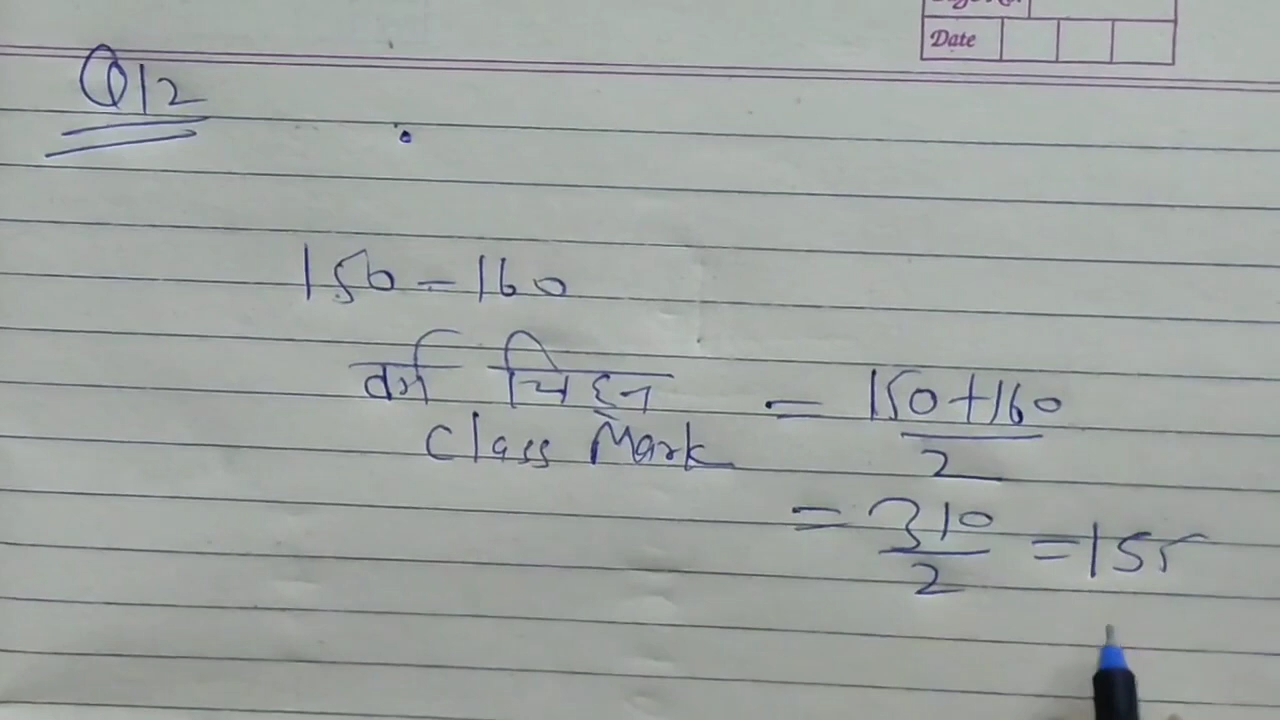 Date
Q12
150-160
वर्ग चिह्न = 150+160
Class Mark 2
= 310 = 155
2